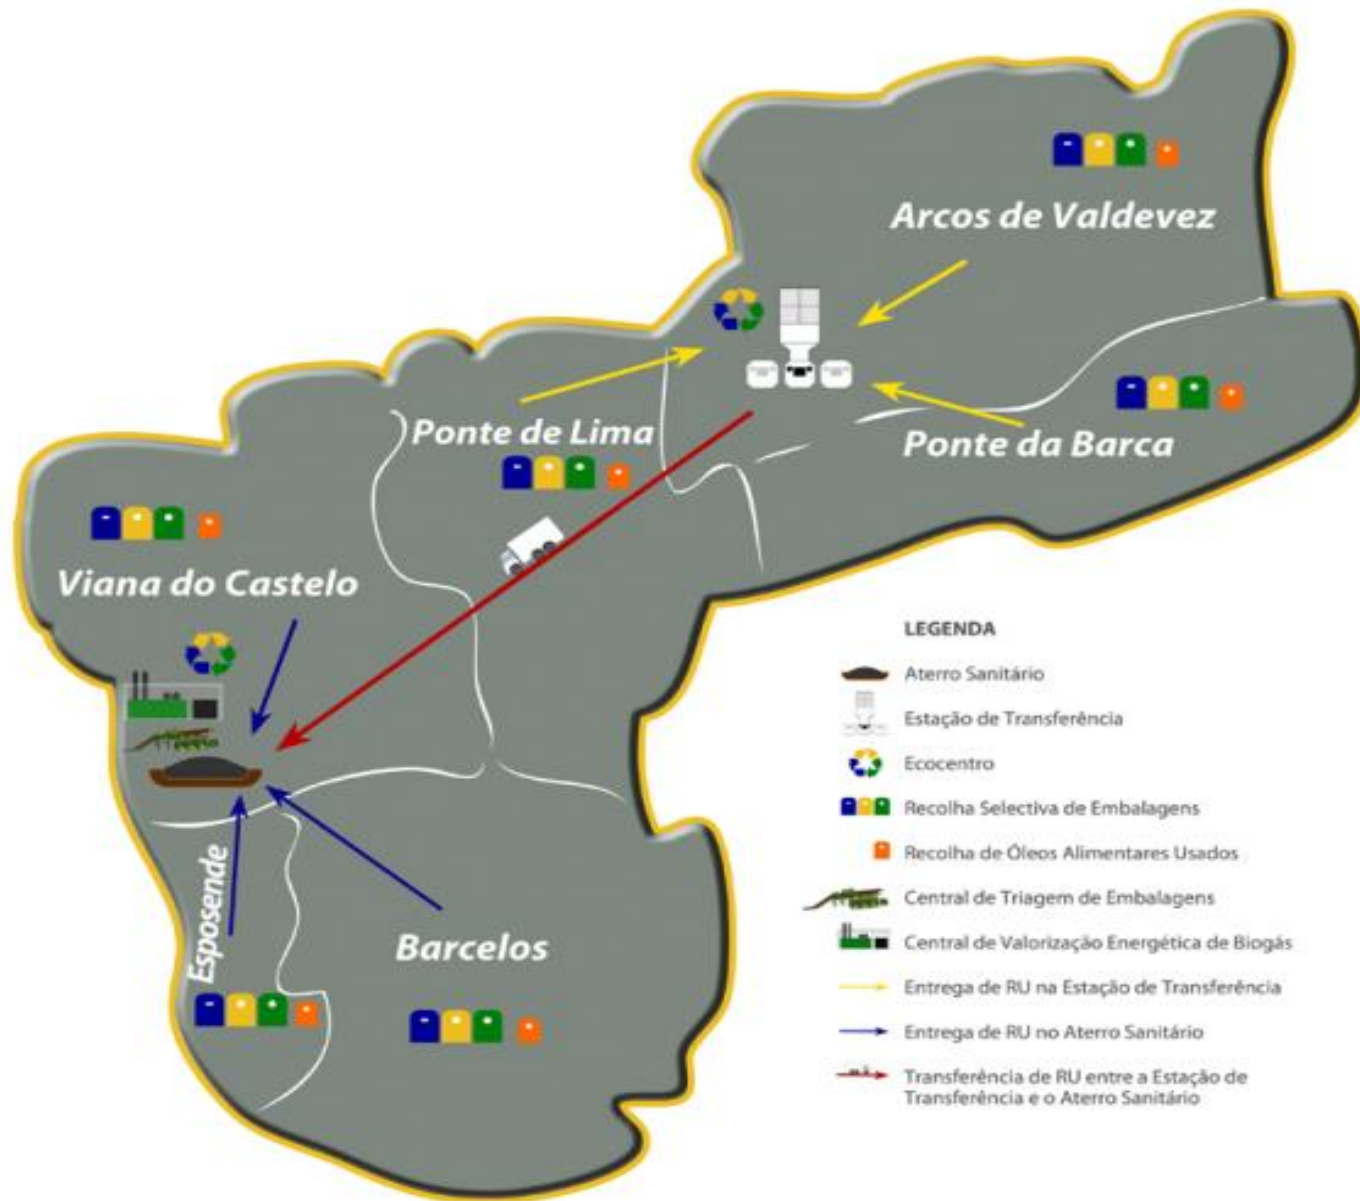 Arcos de Valdevez
Ponte de Lima
Ponte da Barca
Viana do Castelo
Esposende
Barcelos
LEGENDA
Aterro Sanitário
Estação de Transferência
Ecocentro
Recolha Selectiva de Embalagens
Recolha de Óleos Alimentares Usados
Central de Triagem de Embalagens
Central de Valorização Energética de Biogás
Entrega de RU na Estação de Transferência
Entrega de RU no Aterro Sanitário
Transferência de RU entre a Estação de
Transferência e o Aterro Sanitário